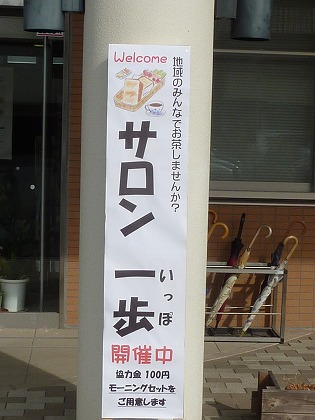 Welcome
地域のみんなでお茶しませんか?
サロン 一歩
いっぽ
開催中
協力金 100円
モーニングセットを
ご用意します